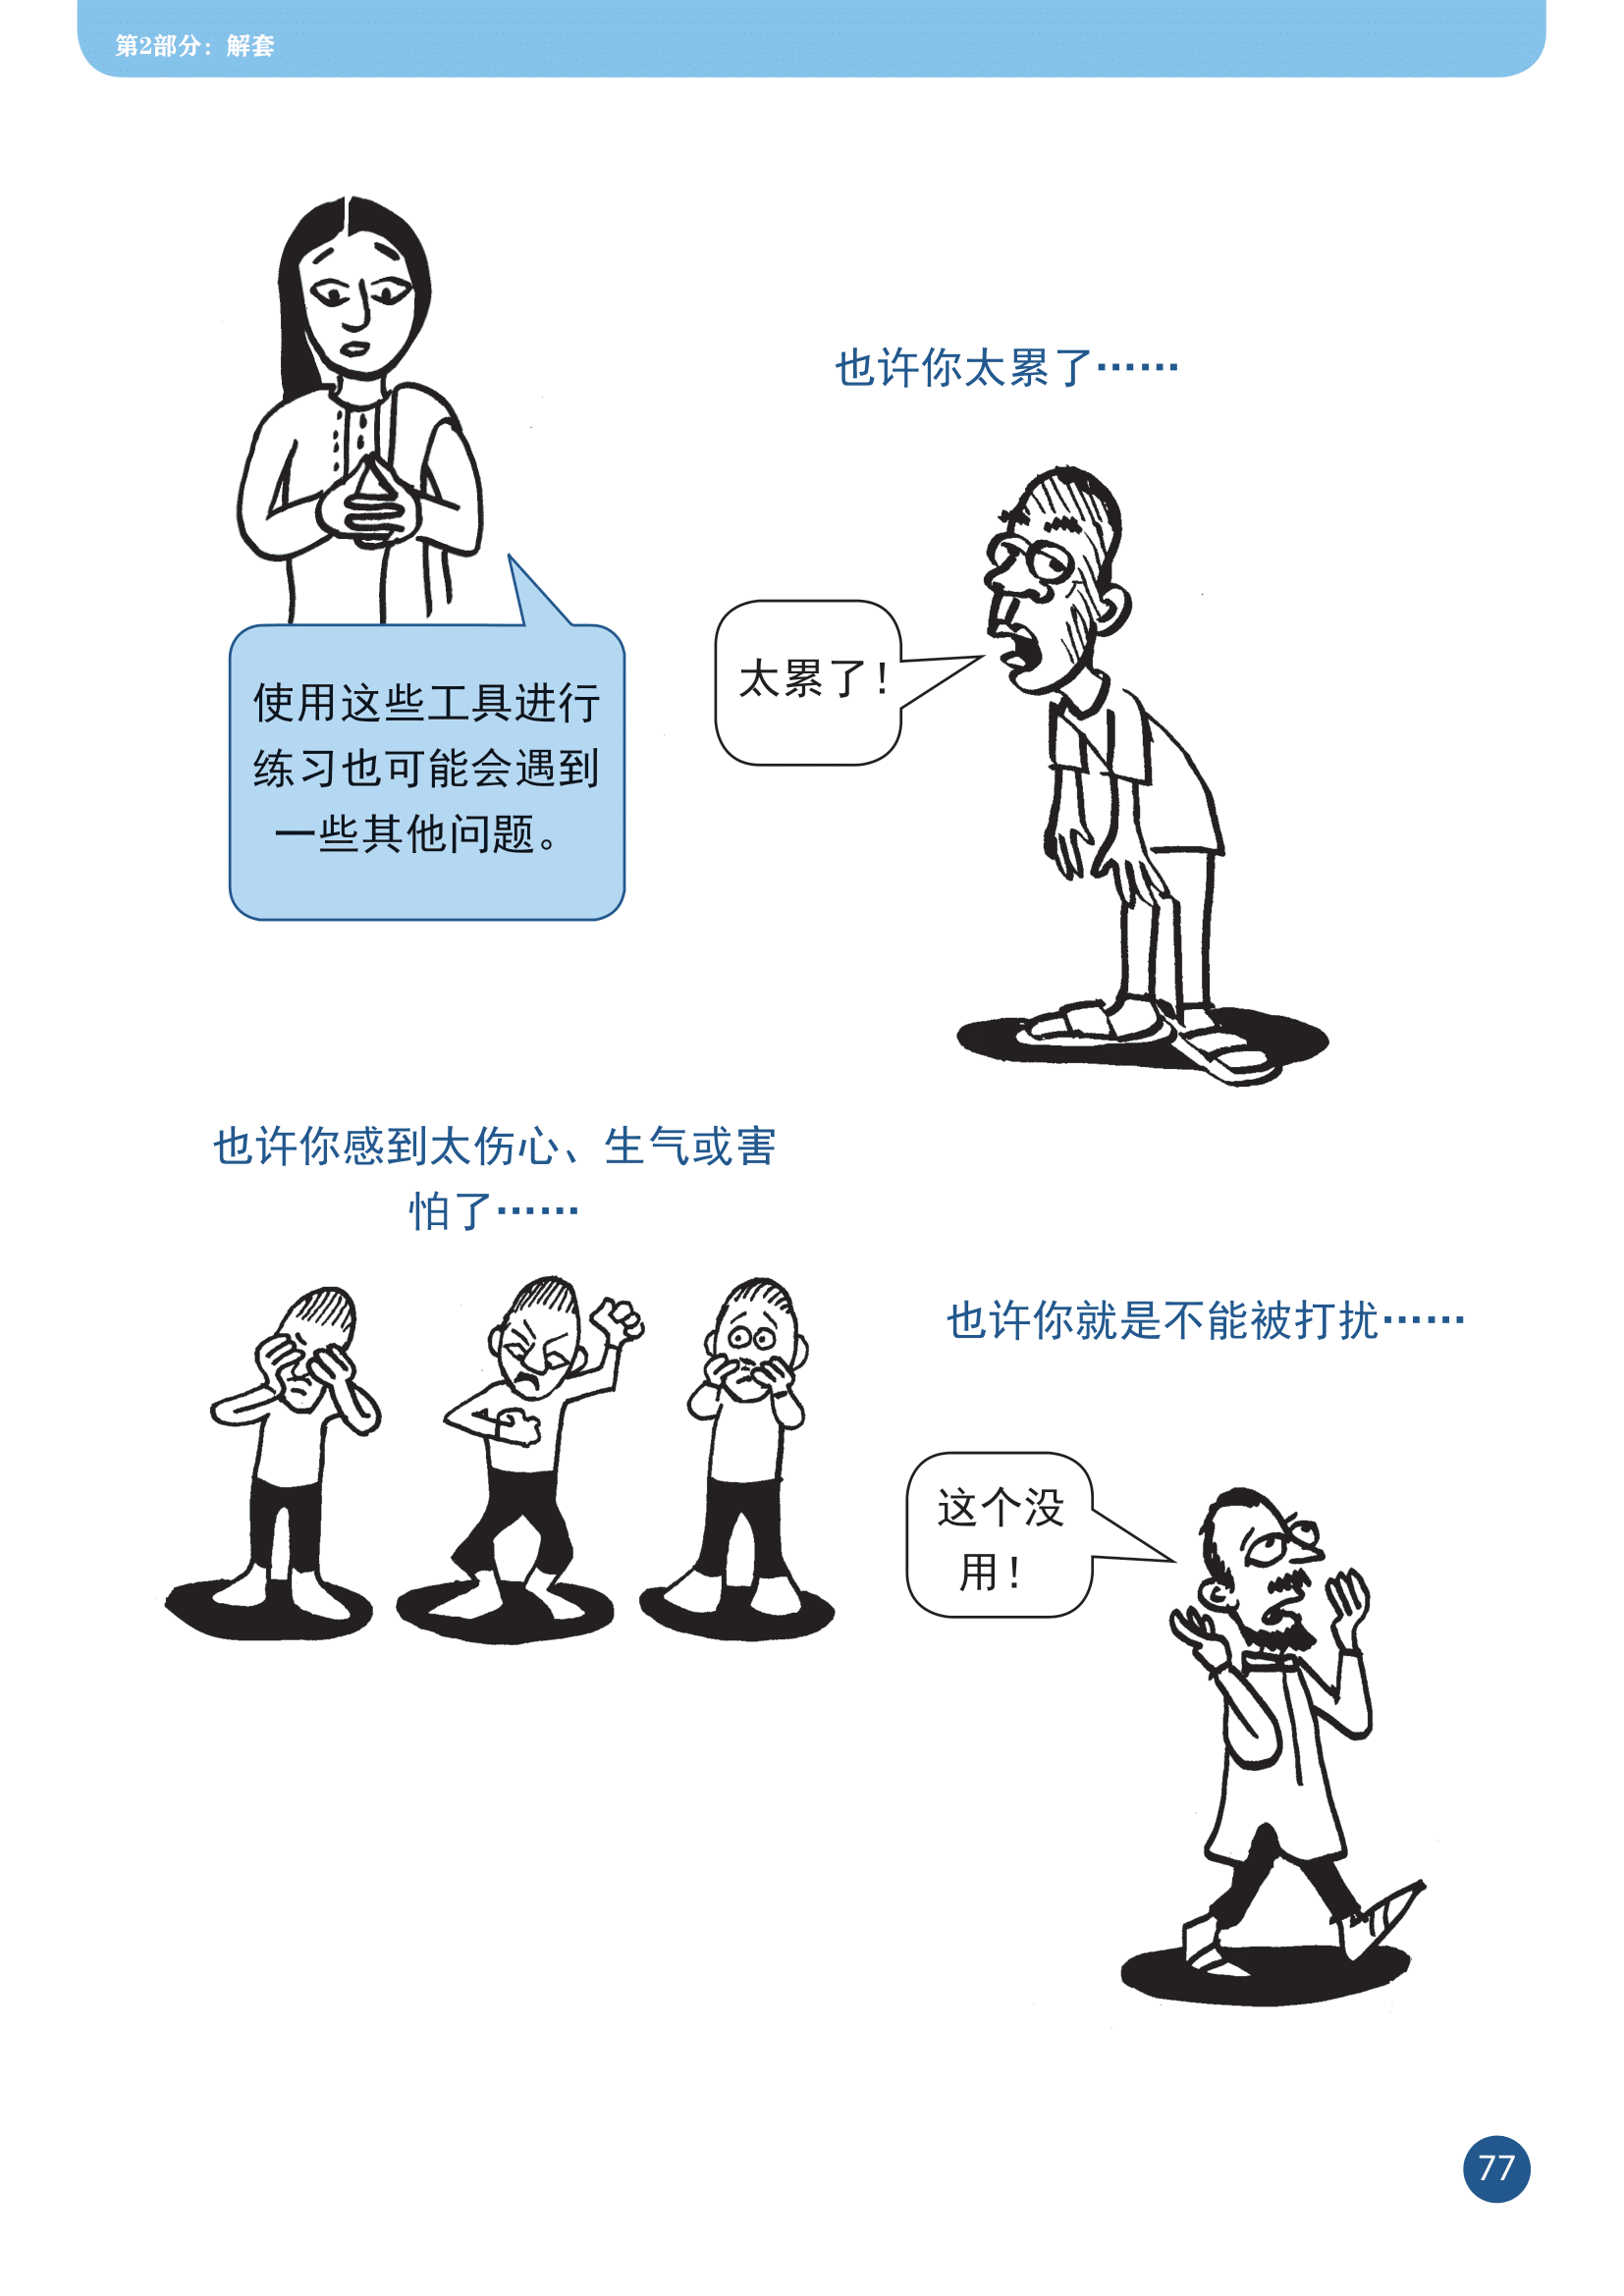 第2部分：解套
也许你太累了……
太累了！
使用这些工具进行
练习也可能会遇到
一些其他问题。
也许你感到太伤心、生气或害
怕了……
也许你就是不能被打扰……
这个没
用！
77